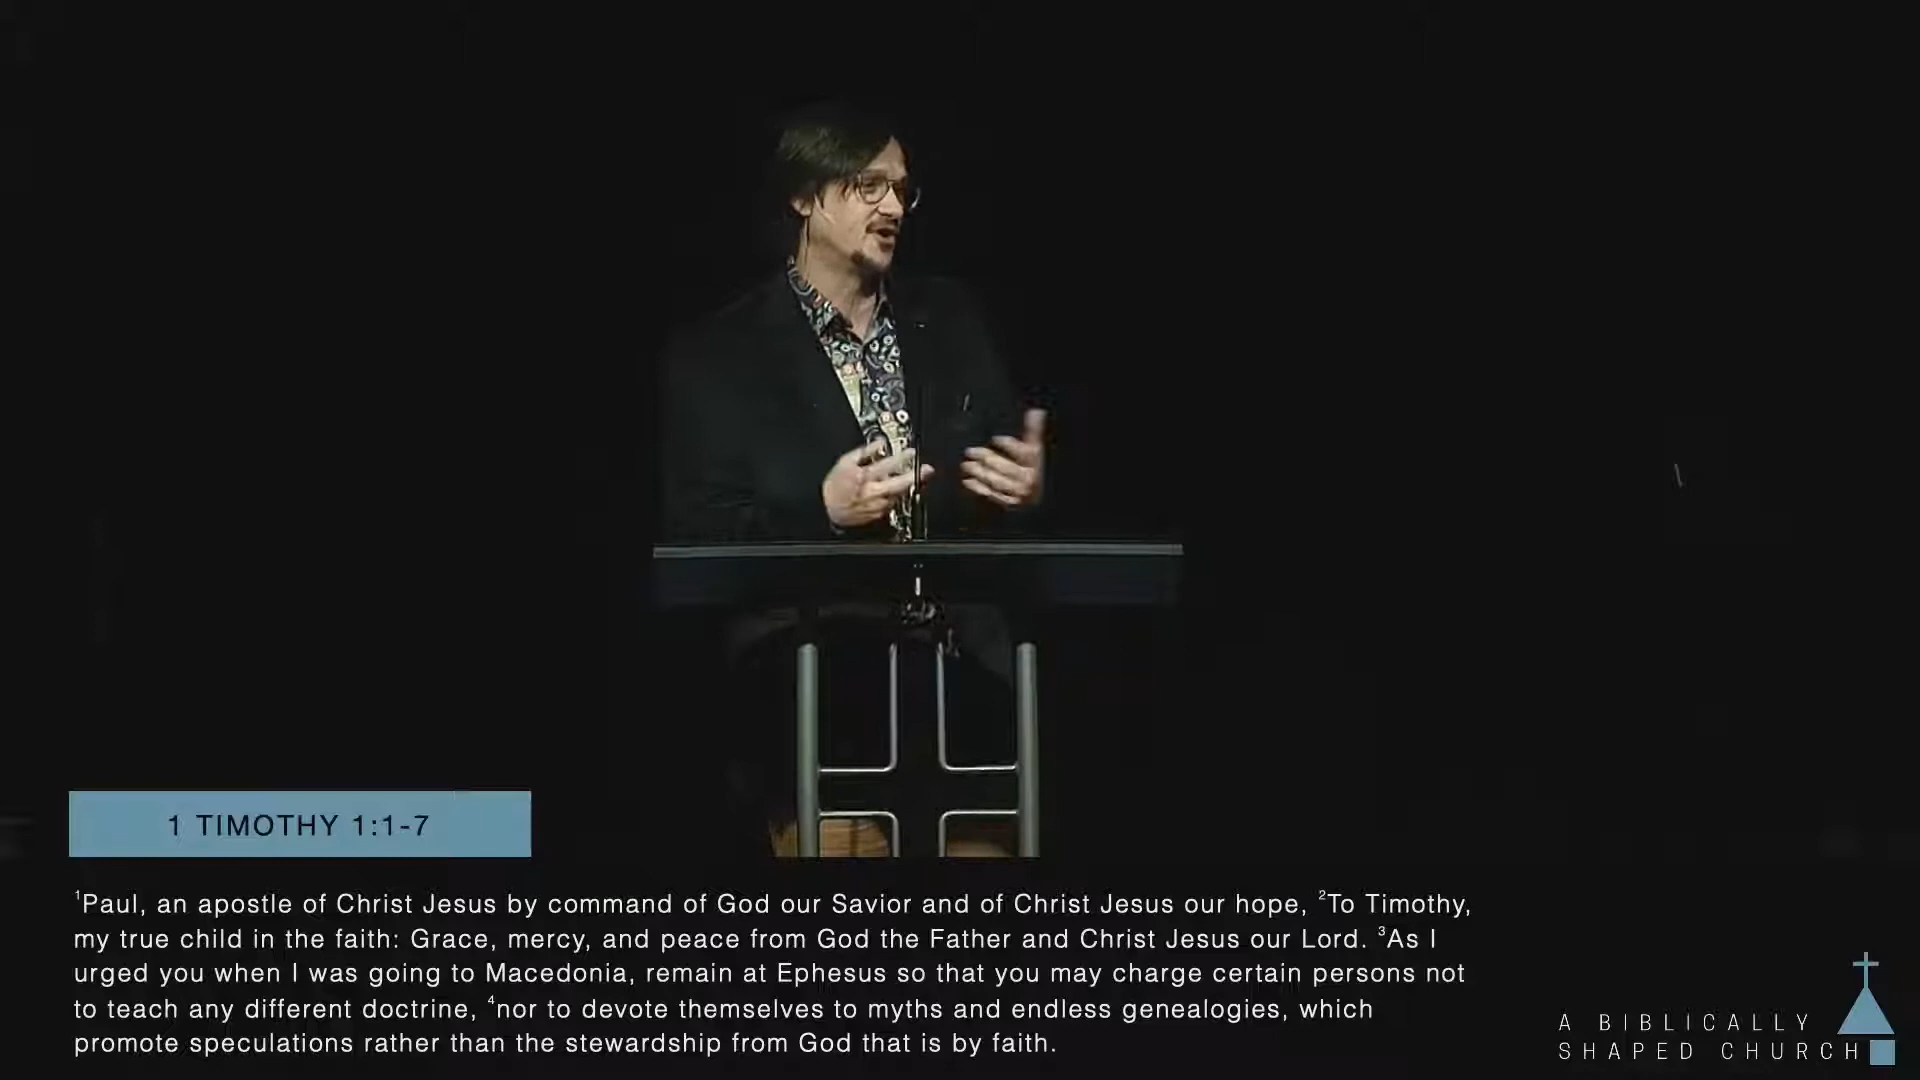 1 TIMOTHY 1:1-7
¹Paul, an apostle of Christ Jesus by command of God our Savior and of Christ Jesus our hope, ²To Timothy,
my true child in the faith: Grace, mercy, and peace from God the Father and Christ Jesus our Lord. ³As I
urged you when I was going to Macedonia, remain at Ephesus so that you may charge certain persons not
to teach any different doctrine, ⁴nor to devote themselves to myths and endless genealogies, which
promote speculations rather than the stewardship from God that is by faith.
A BIBLICALLY
SHAPED CHURCH